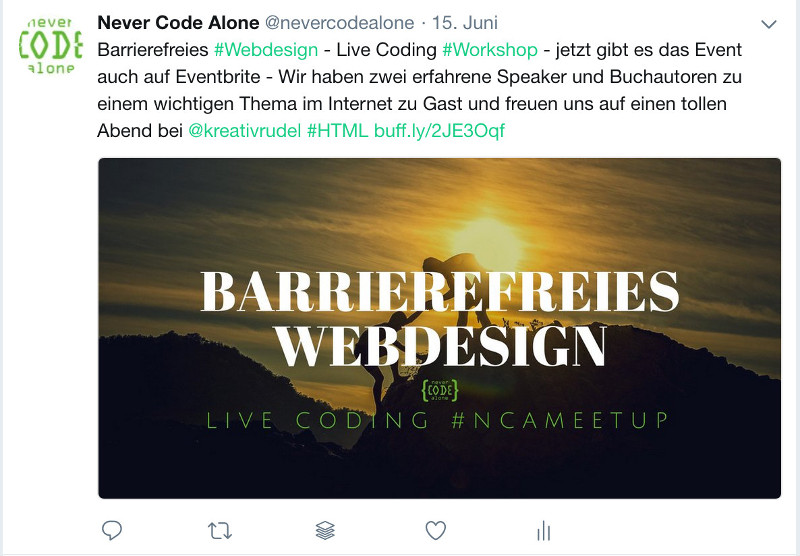 never
CODE
alone
Never Code Alone @nevercodealone · 15. Juni
Barrierefreies #Webdesign - Live Coding #Workshop - jetzt gibt es das Event
auch auf Eventbrite - Wir haben zwei erfahrene Speaker und Buchautoren zu
einem wichtigen Thema im Internet zu Gast und freuen uns auf einen tollen
Abend bei @kreativrudel #HTML buff.ly/2JE3Oqf
BARRIEREFREIES
WEBDESIGN
never
{CODE}
alone
LIVE CODING #NCAMEETUP